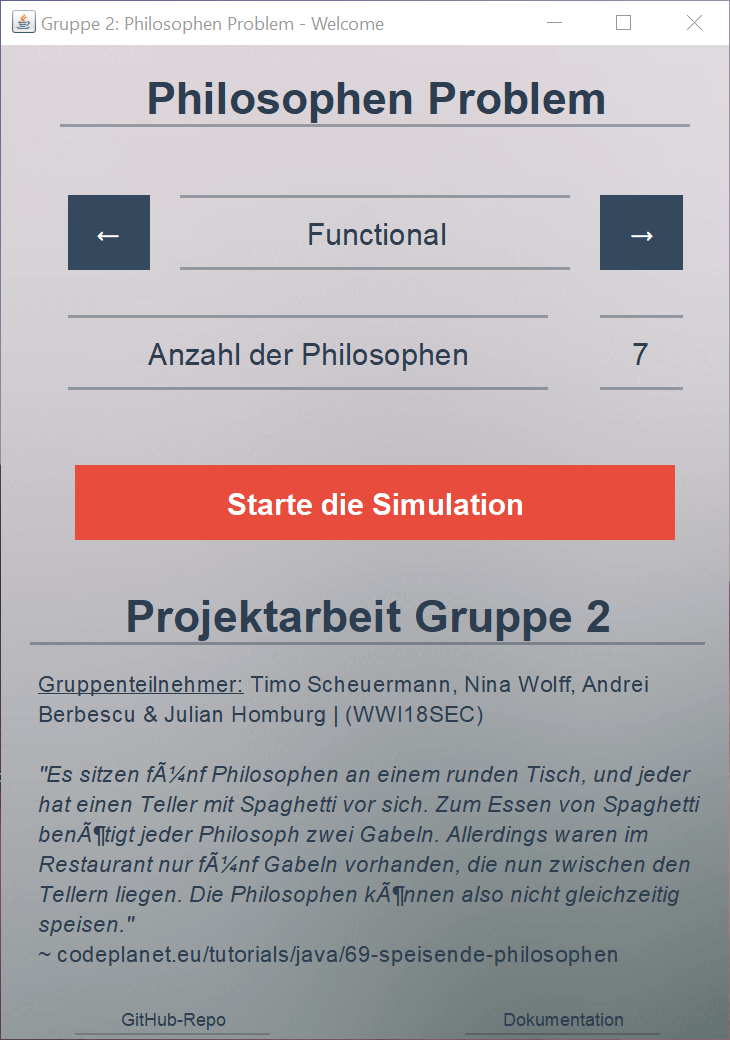 Gruppe 2: Philosophen Problem - Welcome
Philosophen Problem
← Functional →
Anzahl der Philosophen 7
Starte die Simulation
Projektarbeit Gruppe 2
Gruppenteilnehmer: Timo Scheuermann, Nina Wolff, Andrei
Berbescu & Julian Homburg | (WWI18SEC)
"Es sitzen fÃ¼nf Philosophen an einem runden Tisch, und jeder
hat einen Teller mit Spaghetti vor sich. Zum Essen von Spaghetti
benÃ¶tigt jeder Philosoph zwei Gabeln. Allerdings waren im
Restaurant nur fÃ¼nf Gabeln vorhanden, die nun zwischen den
Tellern liegen. Die Philosophen kÃ¶nnen also nicht gleichzeitig
speisen."
~ codeplanet.eu/tutorials/java/69-speisende-philosophen
GitHub-Repo Dokumentation